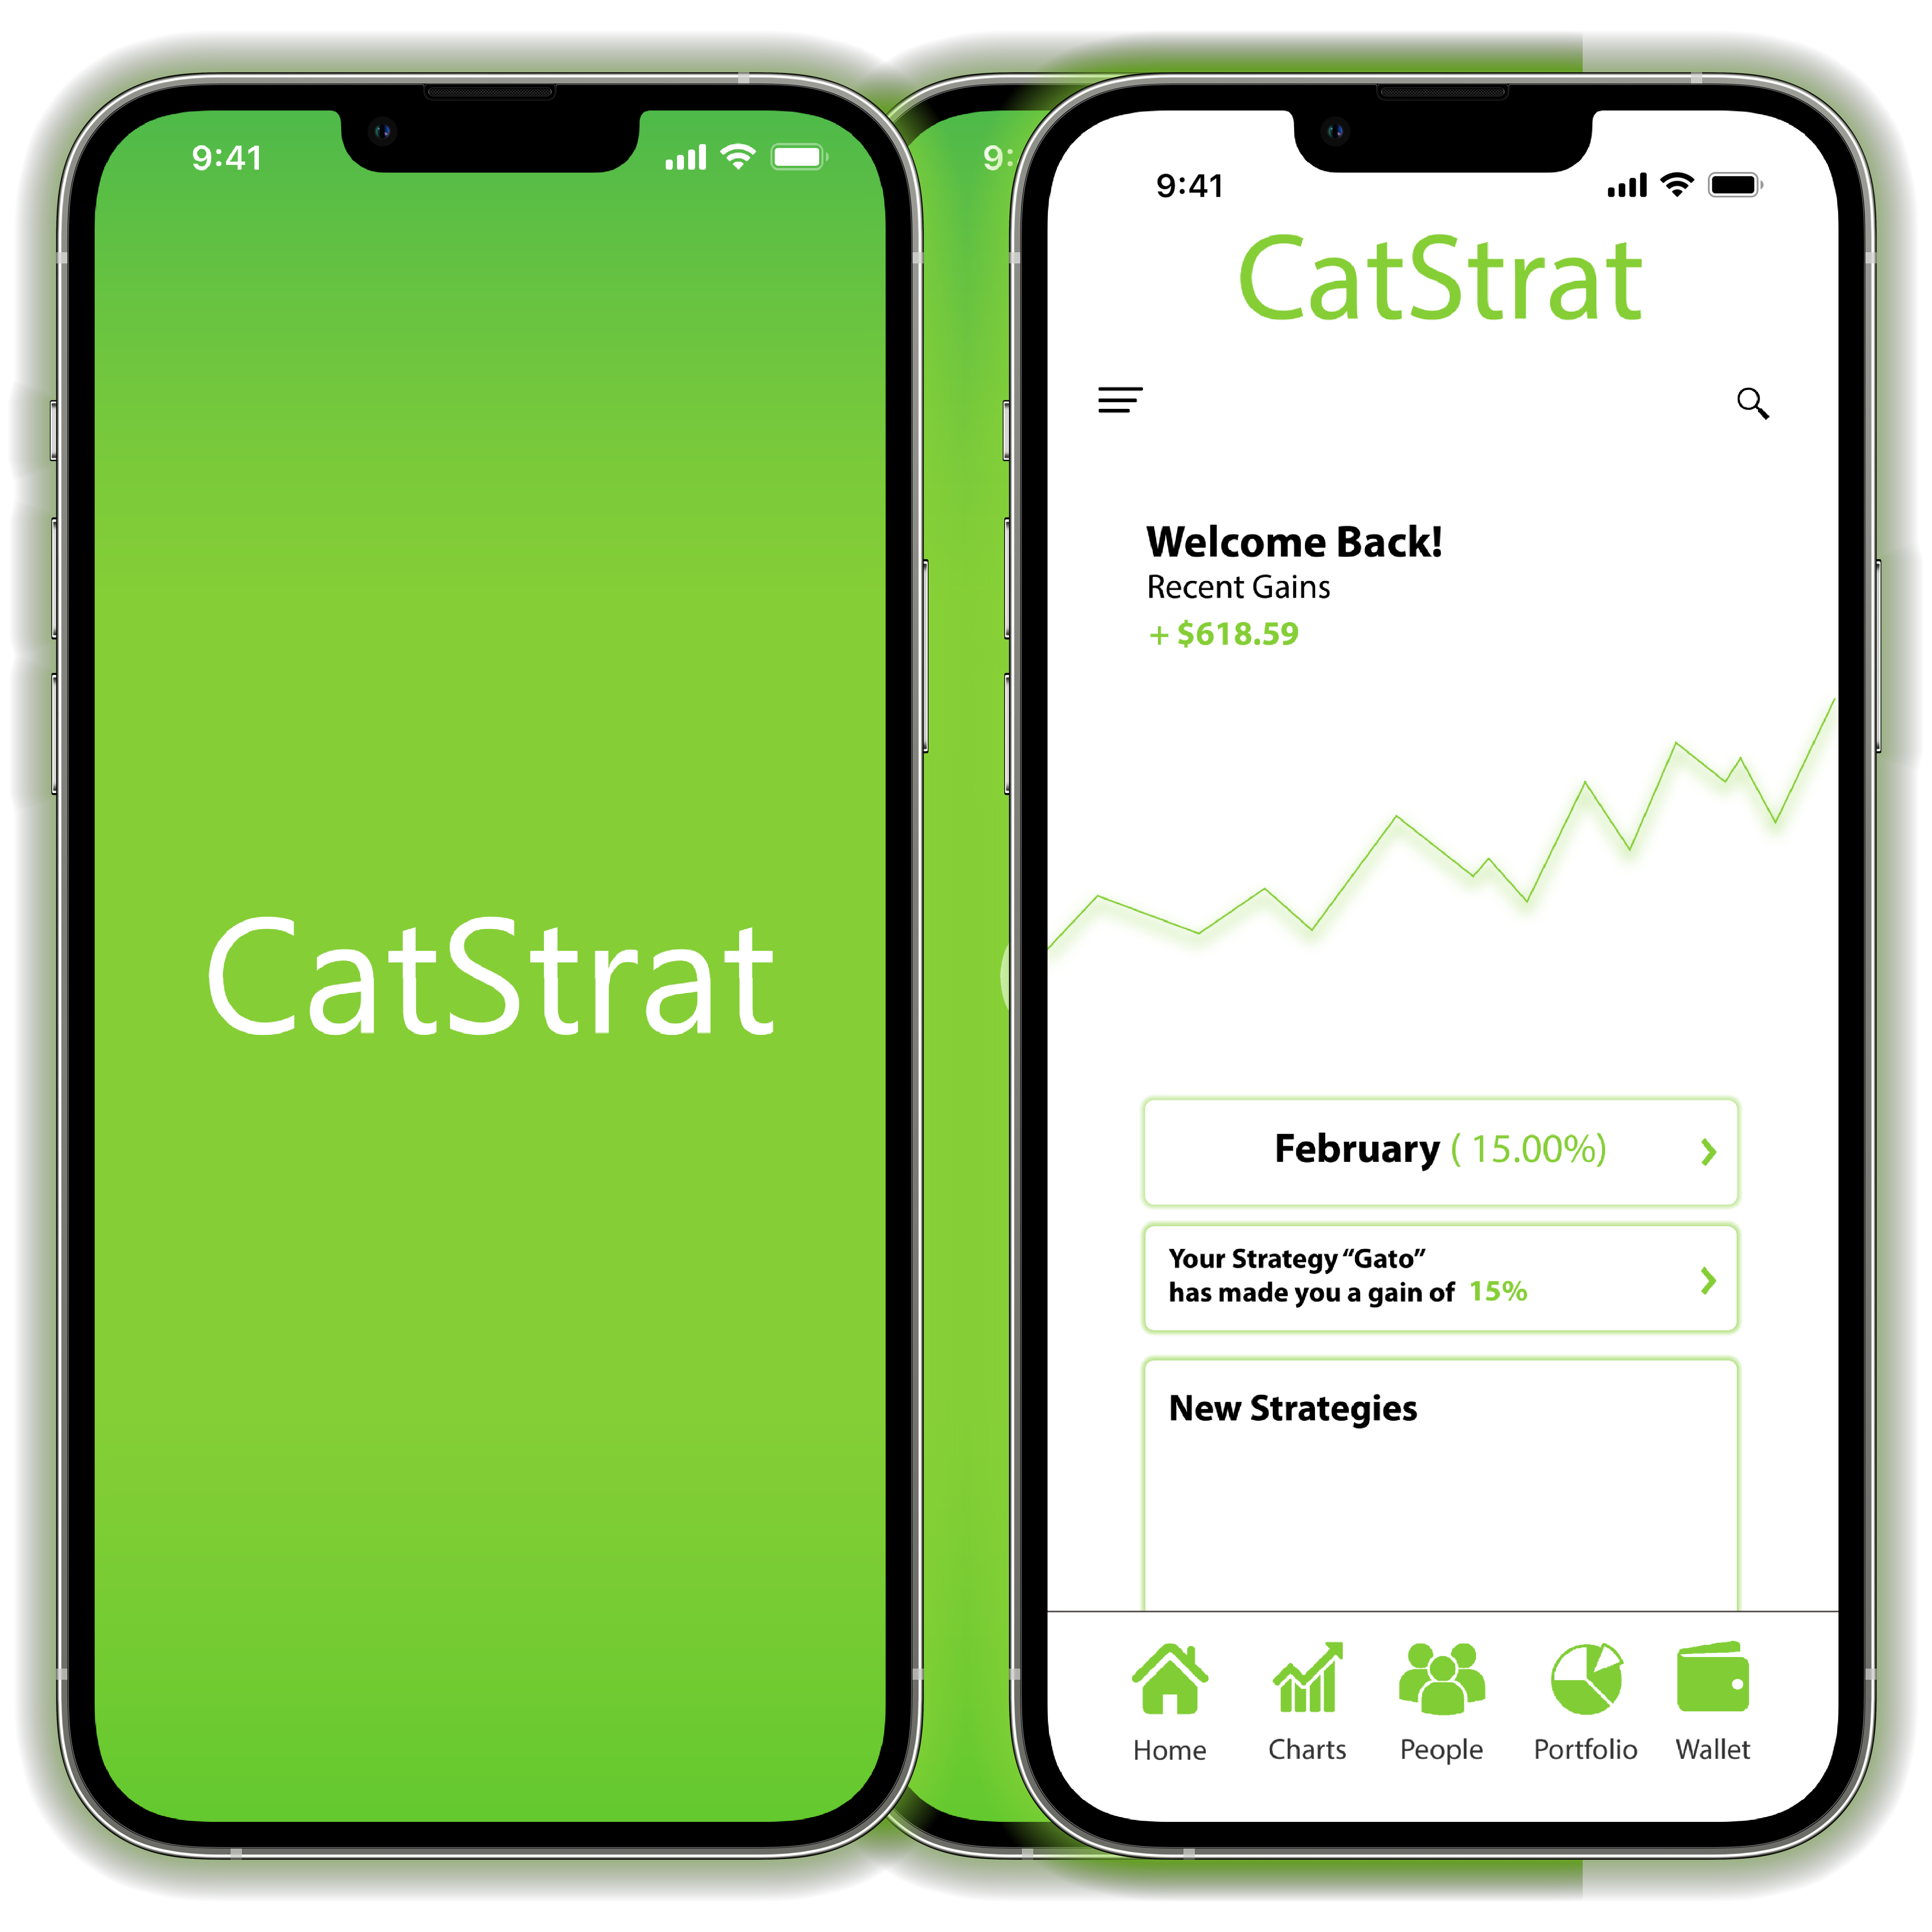 9:41
CatStrat
9:
9:41
CatStrat
Welcome Back!
Recent Gains
+ $618.59
February ( 15.00%)
Your Strategy “Gato”
has made you a gain of 15%
New Strategies
Home Charts People Portfolio Wallet